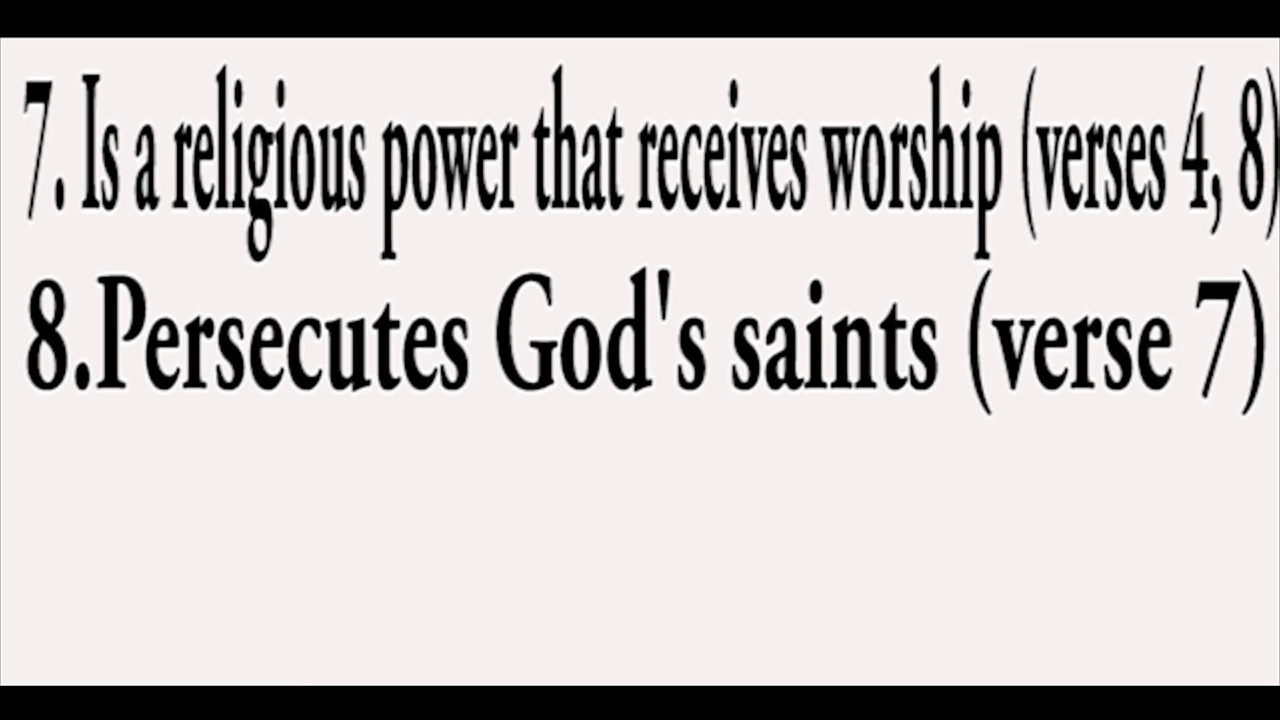 7. Is a religious power that receives worship (verses 4, 8)
8.Persecutes God's saints (verse 7)